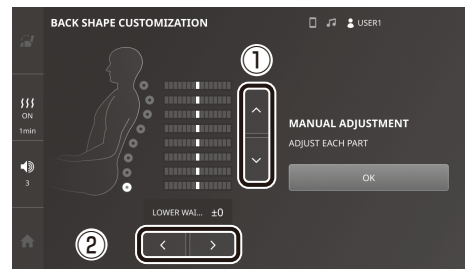 BACK SHAPE CUSTOMIZATION
USER1
①
ON
1min
MANUAL ADJUSTMENT
ADJUST EACH PART
OK
3
LOWER WAI... ±0
②